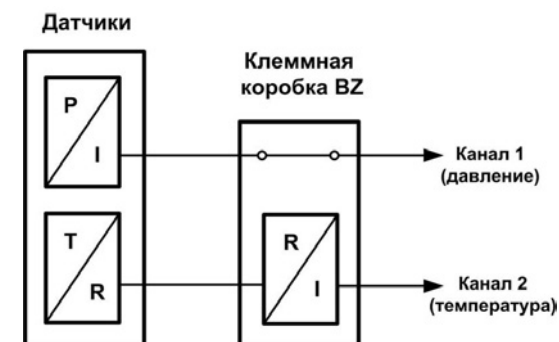 Датчики
P
I
T
R
Клеммная
коробка BZ
R
I
Канал 1
(давление)
Канал 2
(температура)